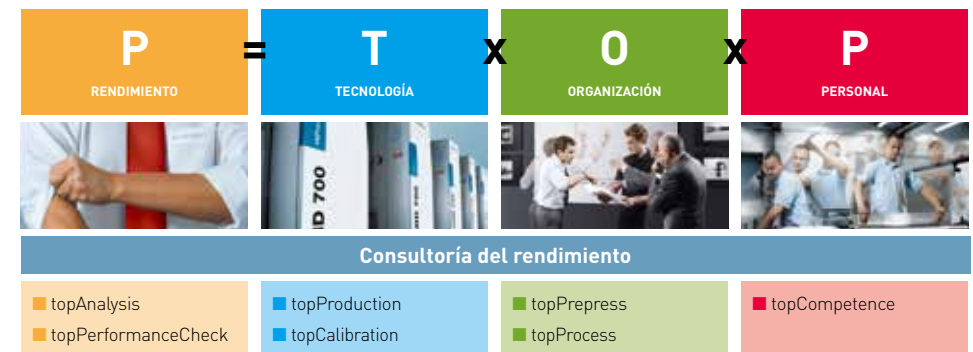 P = T x O x P
RENDIMIENTO TECNOLOGÍA ORGANIZACIÓN PERSONAL
700
Consultoría del rendimiento
topAnalysis
topPerformanceCheck
topProduction
topCalibration
topPrepress
topProcess
topCompetence